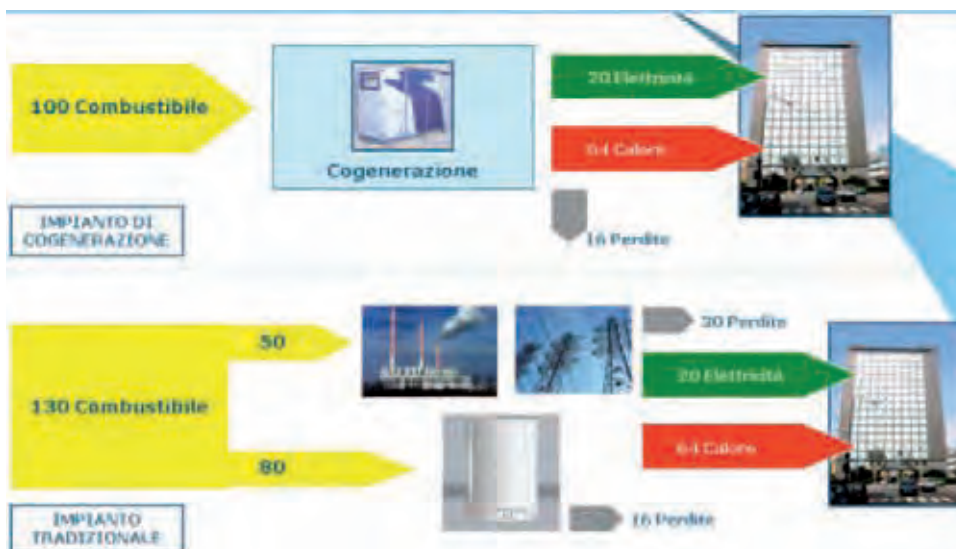 100 Combustibile
Cogenerazione
20 Elettricità
64 Calore
16 Perdite
IMPIANTO DI
COGENERAZIONE
130 Combustibile
50
80
30 Perdite
20 Elettricità
64 Calore
16 Perdite
IMPIANTO
TRADIZIONALE